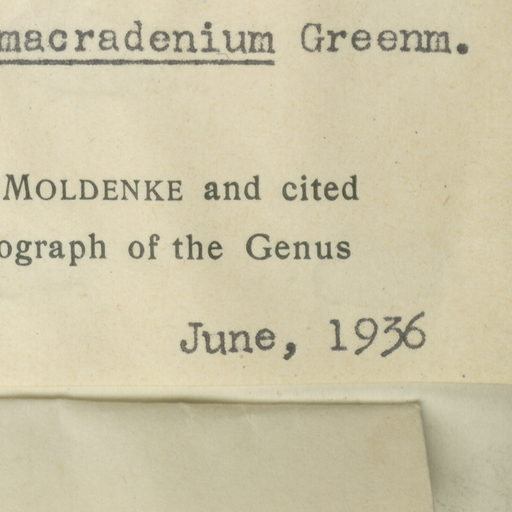 macradenium Greenm.
MOLDENKE and cited
ograph of the Genus
June, 1936